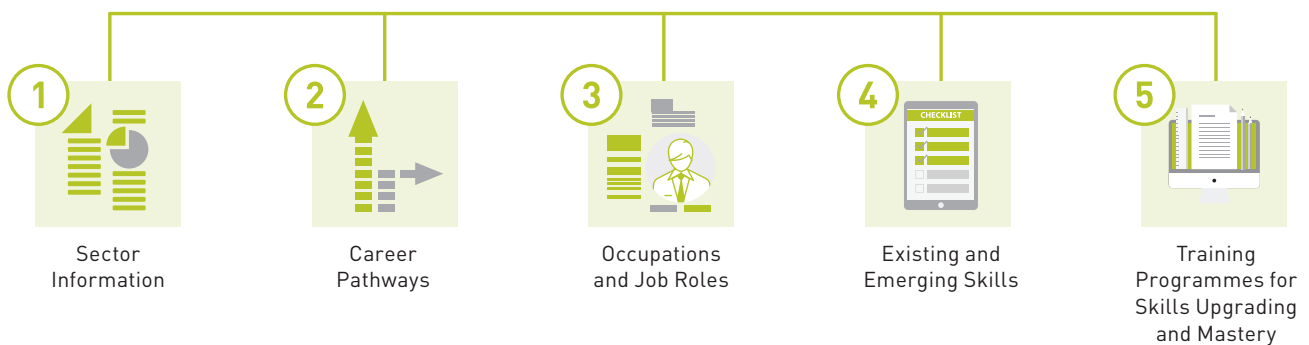 1
Sector
Information
2
Career
Pathways
3
Occupations
and Job Roles
4
CHECKLIST
Existing and
Emerging Skills
5
Training
Programmes for
Skills Upgrading
and Mastery